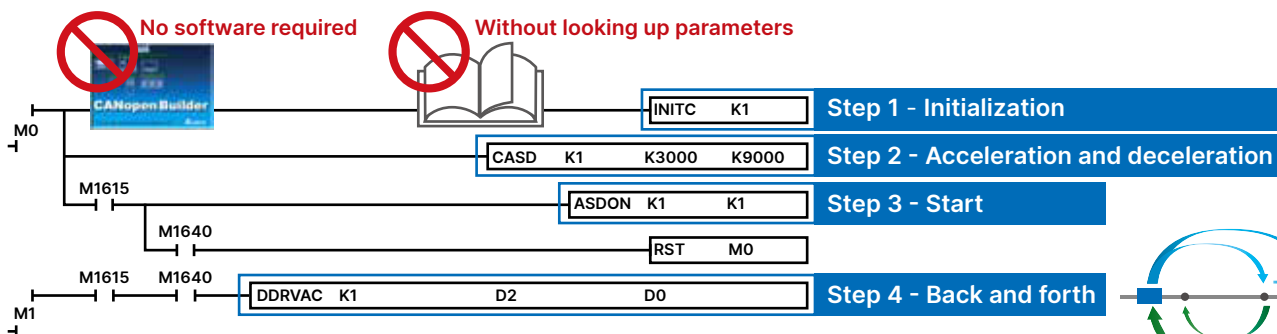 No software required
Without looking up parameters
CANopen Builder
M0
INITC K1
Step 1 - Initialization
CASD K1 K3000 K9000
Step 2 - Acceleration and deceleration
M1615
ASDON K1 K1
Step 3 - Start
M1640
RST M0
M1615 M1640
DDRVAC K1 D2 D0
Step 4 - Back and forth
M1